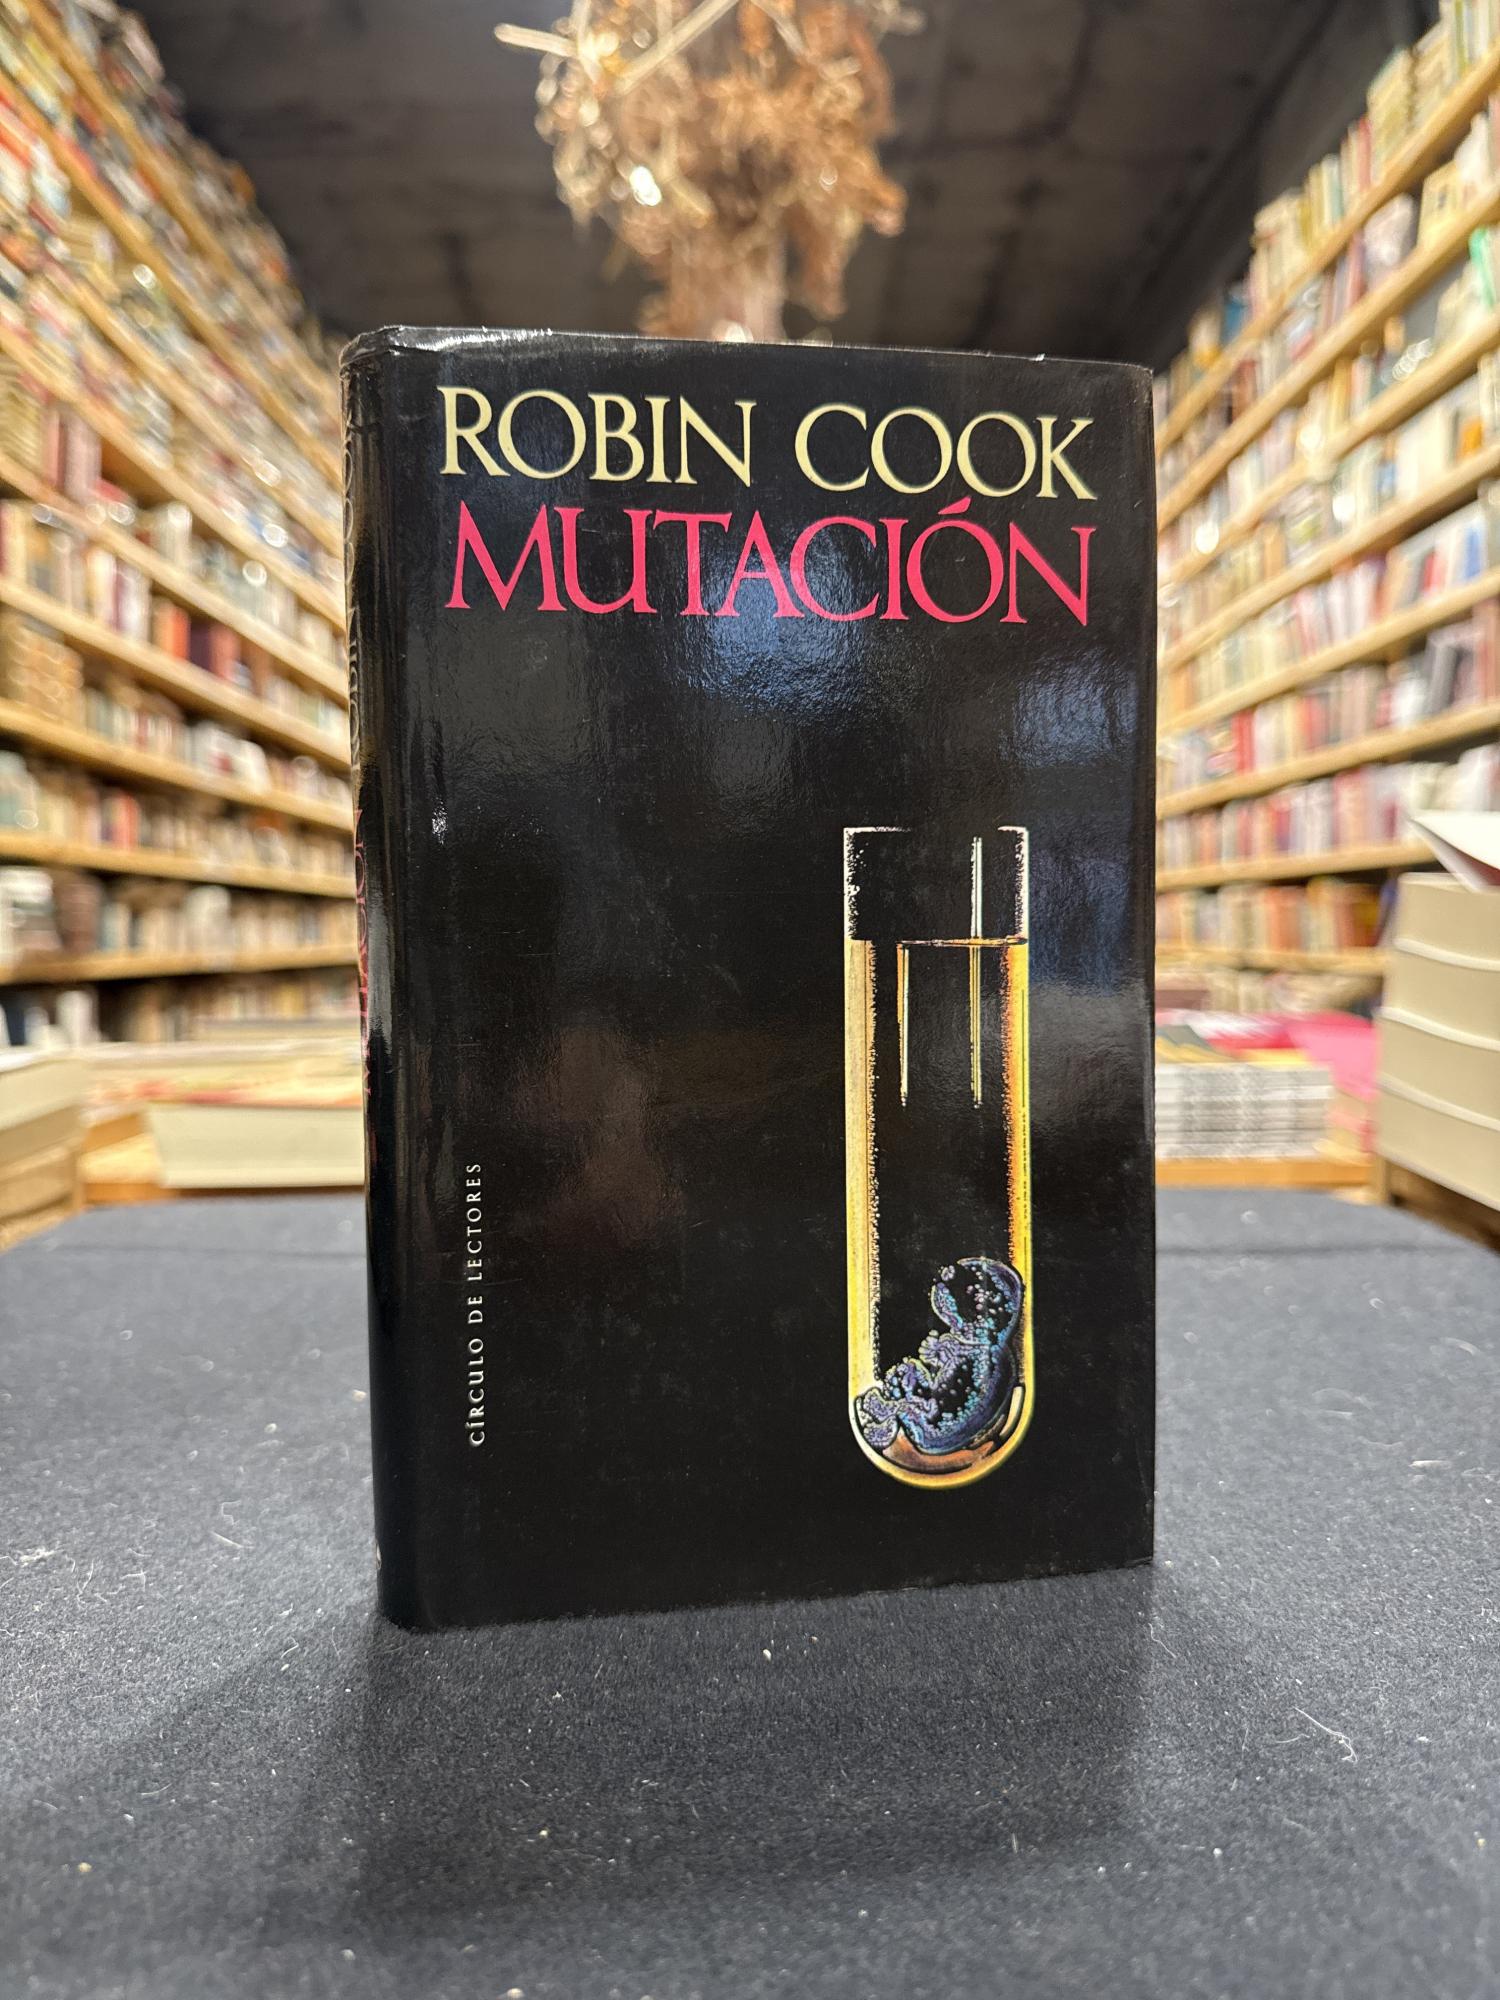 ROBIN COOK
MUTACIÓN
CÍRCULO DE LECTORES